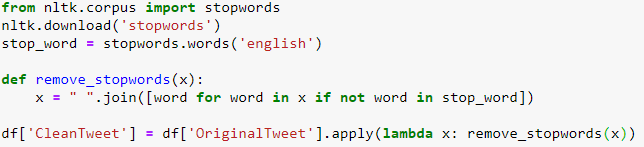 from nltk.corpus import stopwords
nltk.download('stopwords')
stop_word = stopwords.words('english')
def remove_stopwords(x):
    x = " ".join([word for word in x if not word in stop_word])
df['CleanTweet'] = df['OriginalTweet'].apply(lambda x: remove_stopwords(x))